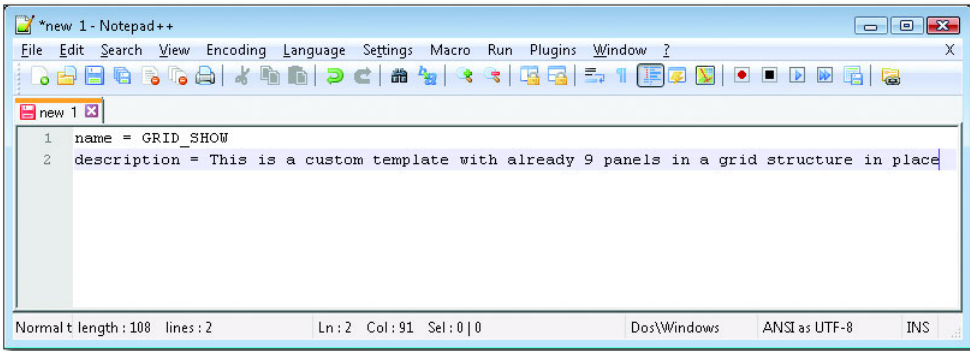 *new 1 - Notepad++
File Edit Search View Encoding Language Settings Macro Run Plugins Window ? X
new 1
1 name = GRID_SHOW
2 description = This is a custom template with already 9 panels in a grid structure in place
Normal t length : 108 lines : 2 Ln : 2 Col : 91 Sel : 0 | 0 Dos\Windows ANSI as UTF-8 INS